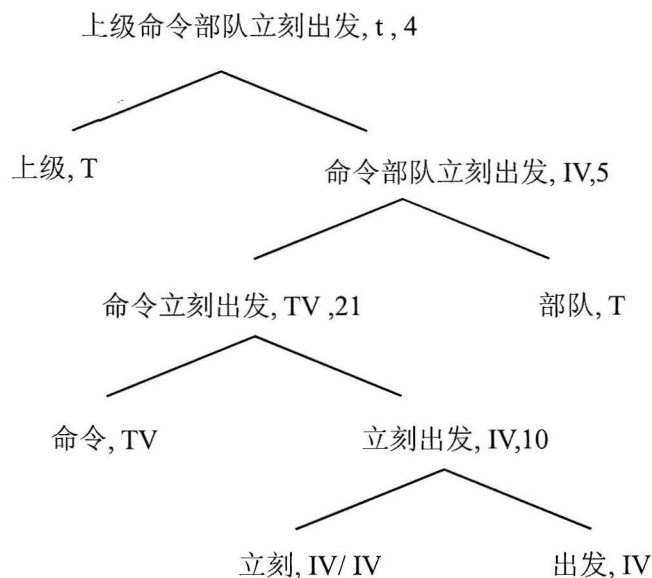 上级命令部队立刻出发, t , 4
上级, T
命令部队立刻出发, IV,5
命令立刻出发, TV ,21
部队, T
命令, TV
立刻出发, IV,10
立刻, IV/ IV
出发, IV